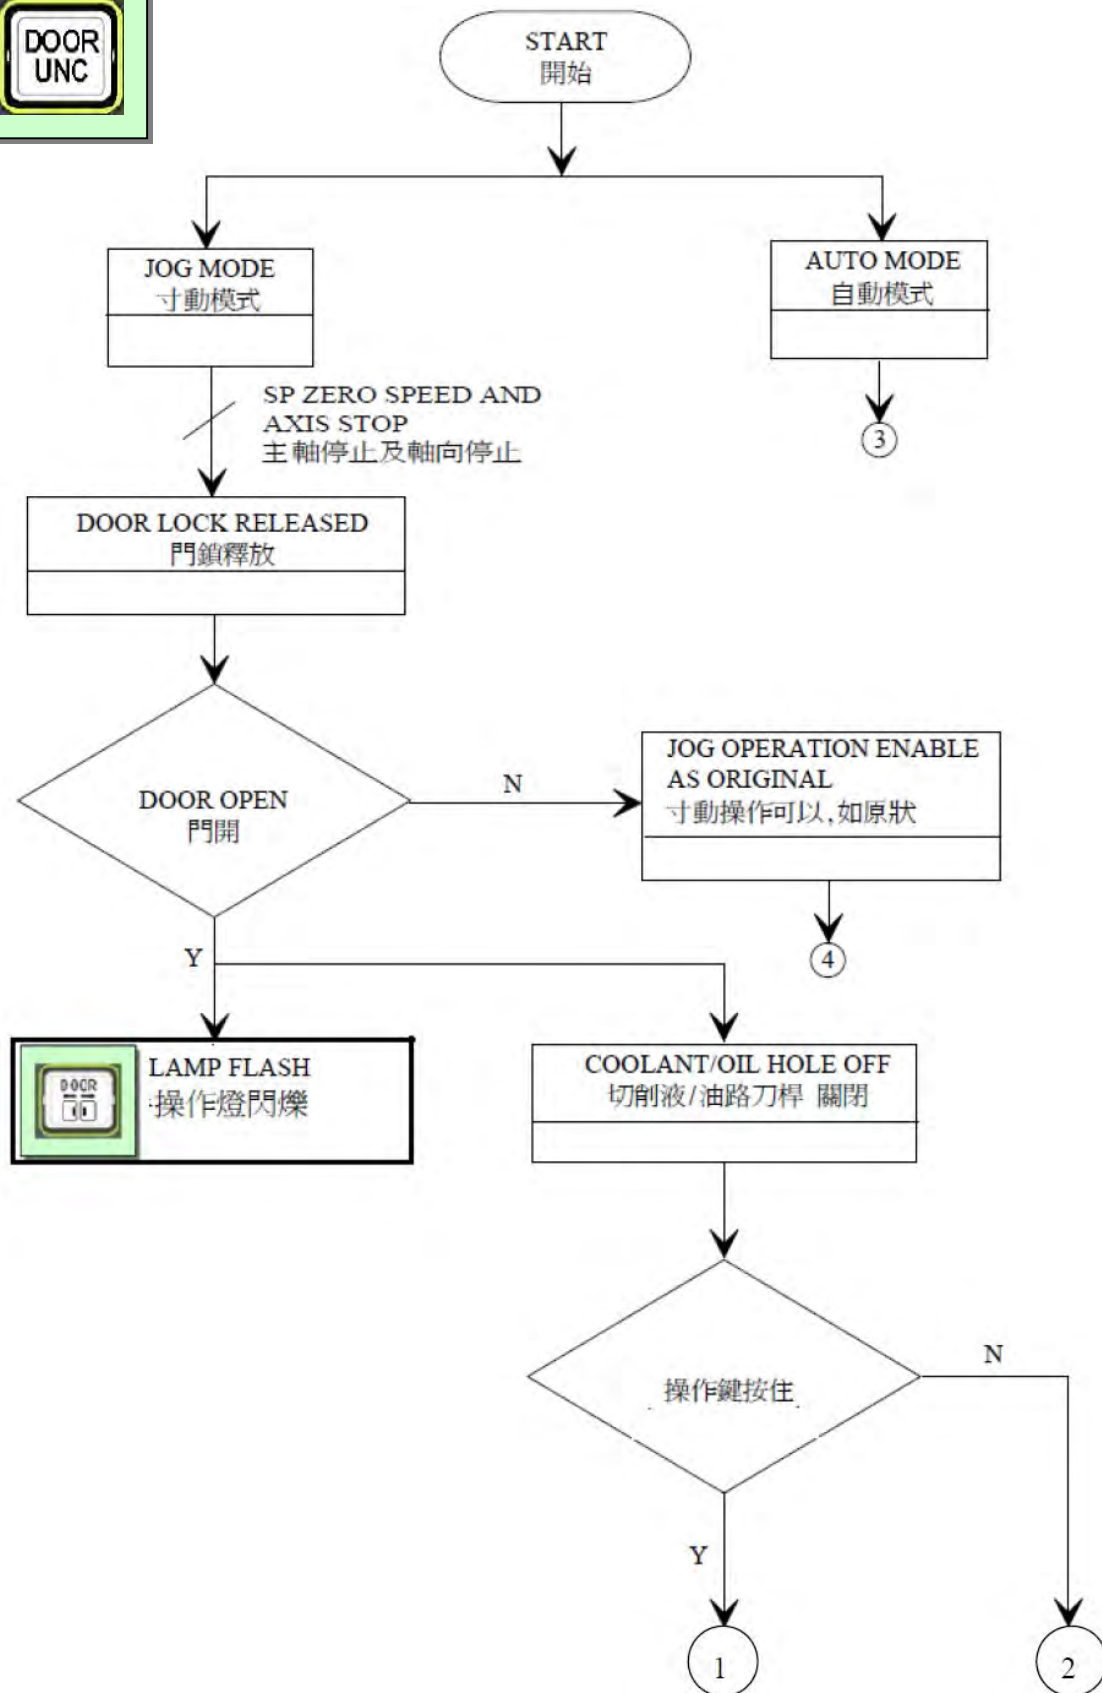 DOOR
UNC
START
開始
JOG MODE
寸動模式
AUTO MODE
自動模式
SP ZERO SPEED AND
AXIS STOP
主軸停止及軸向停止
3
DOOR LOCK RELEASED
門鎖釋放
DOOR OPEN
門開
N
JOG OPERATION ENABLE
AS ORIGINAL
寸動操作可以,如原狀
Y
4
DOOR
LAMP FLASH
操作燈閃爍
COOLANT/OIL HOLE OFF
切削液/油路刀桿 關閉
操作鍵按住
N
Y
1
2